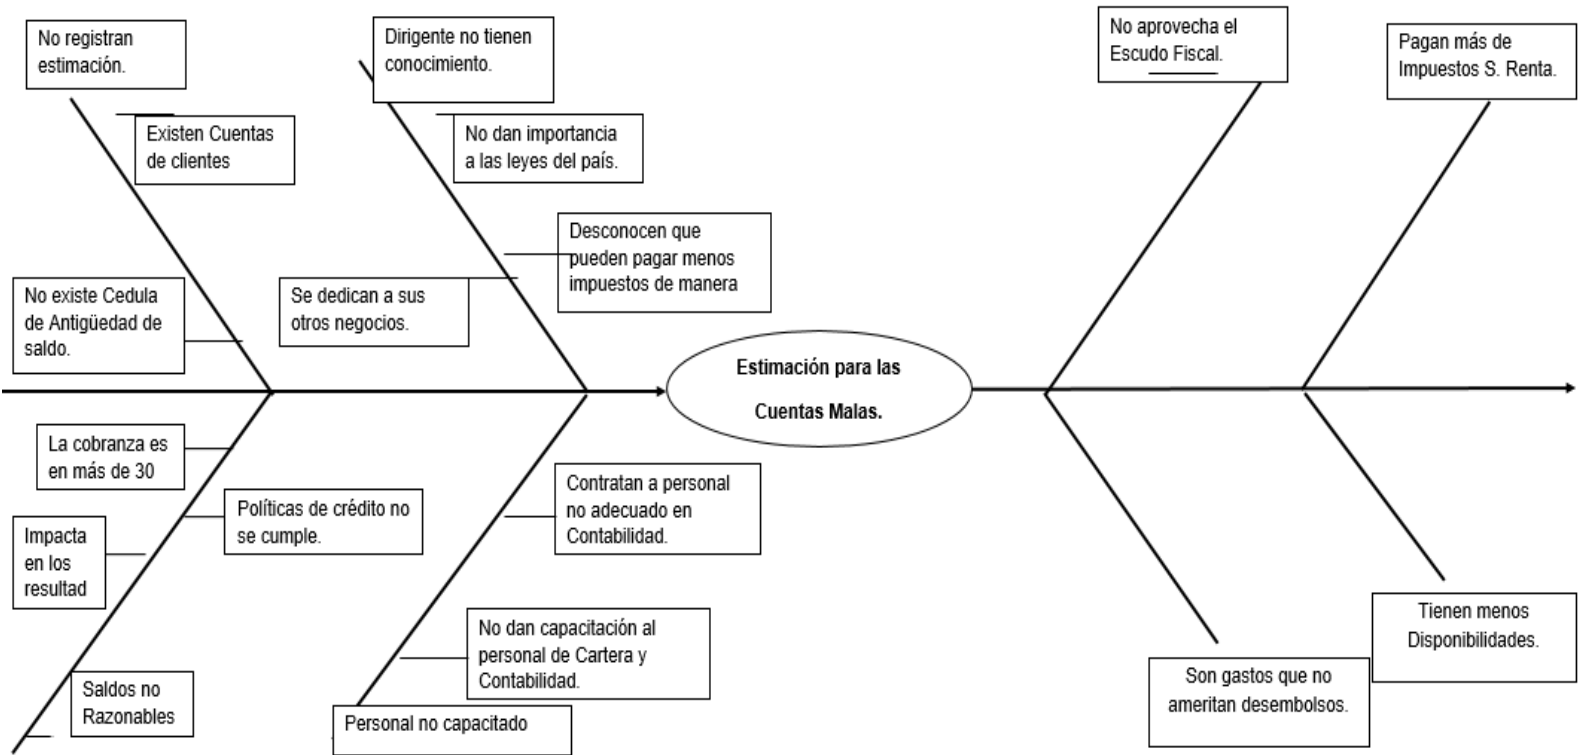 No registran
estimación.
Dirigente no tienen
conocimiento.
No aprovecha el
Escudo Fiscal.
Pagan más de
Impuestos S. Renta.
Existen Cuentas
de clientes
No dan importancia
a las leyes del país.
Desconocen que
pueden pagar menos
impuestos de manera
No existe Cedula
de Antigüedad de
saldo.
Se dedican a sus
otros negocios.
Estimación para las
Cuentas Malas.
La cobranza es
en más de 30
Políticas de crédito no
se cumple.
Contratan a personal
no adecuado en
Contabilidad.
Impacta
en los
resultad
No dan capacitación al
personal de Cartera y
Contabilidad.
Tienen menos
Disponibilidades.
Son gastos que no
ameritan desembolsos.
Saldos no
Razonables
Personal no capacitado